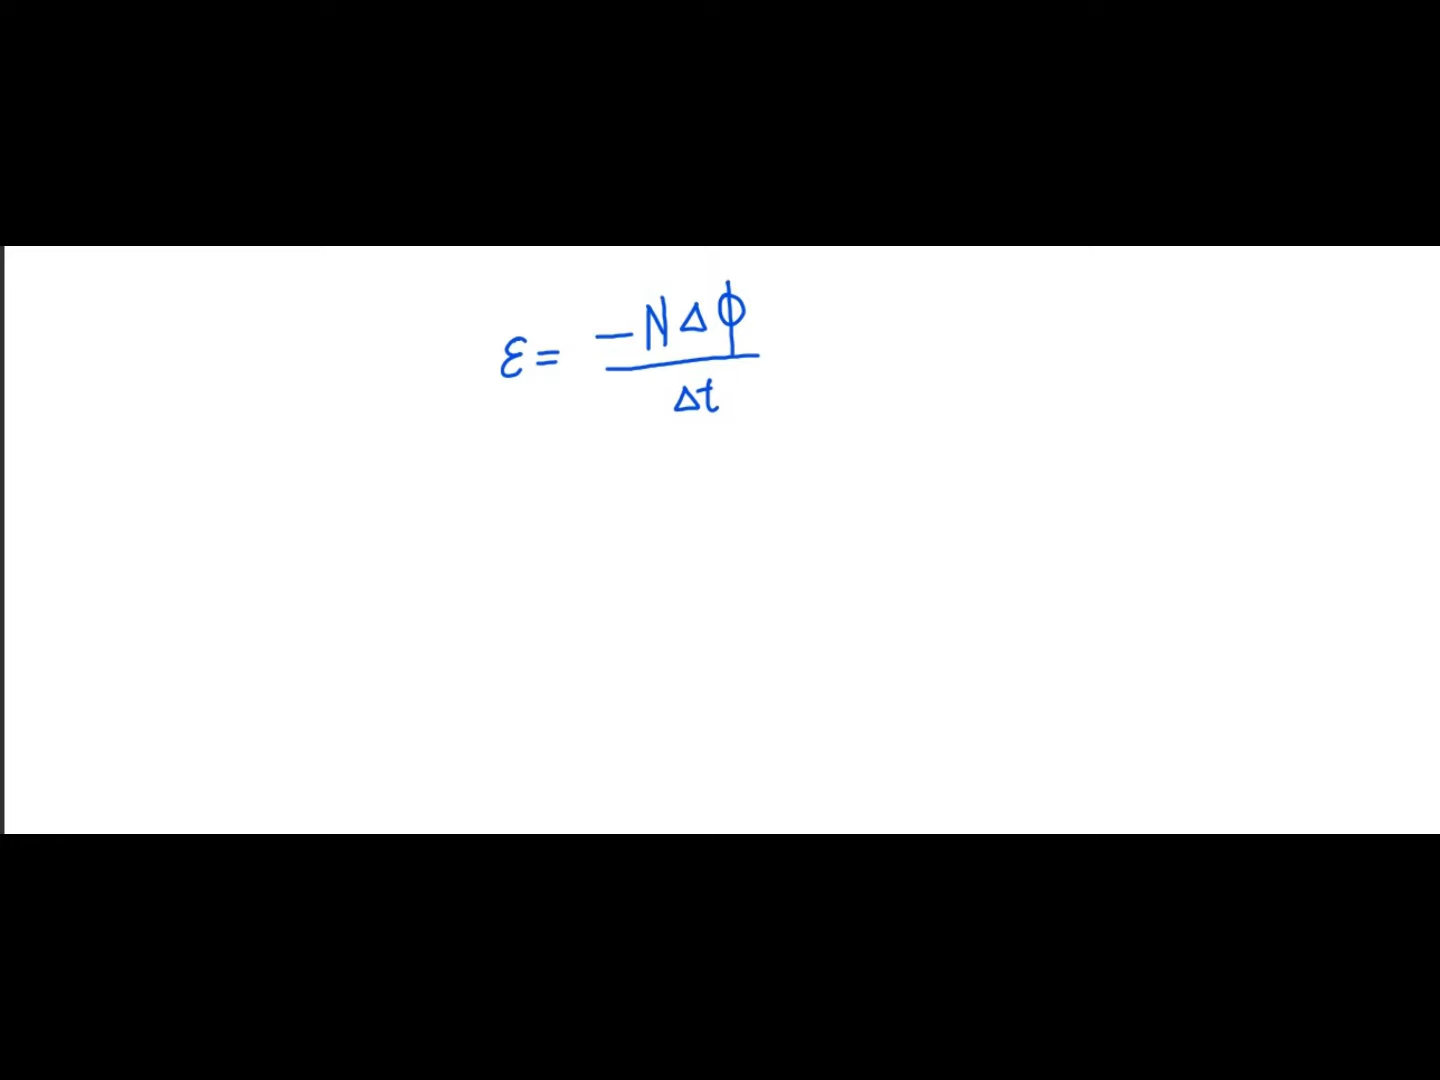 ε = -NΔϕ / Δt